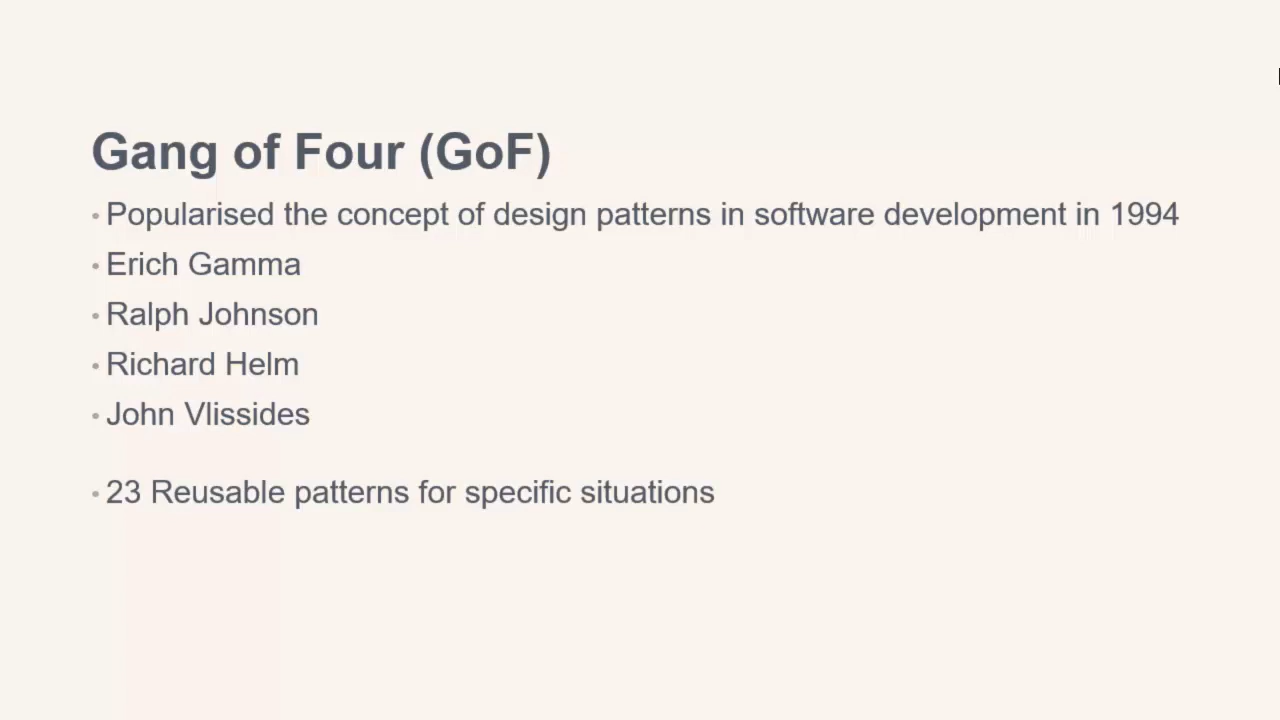 Gang of Four (GoF)
• Popularised the concept of design patterns in software development in 1994
• Erich Gamma
• Ralph Johnson
• Richard Helm
• John Vlissides
• 23 Reusable patterns for specific situations